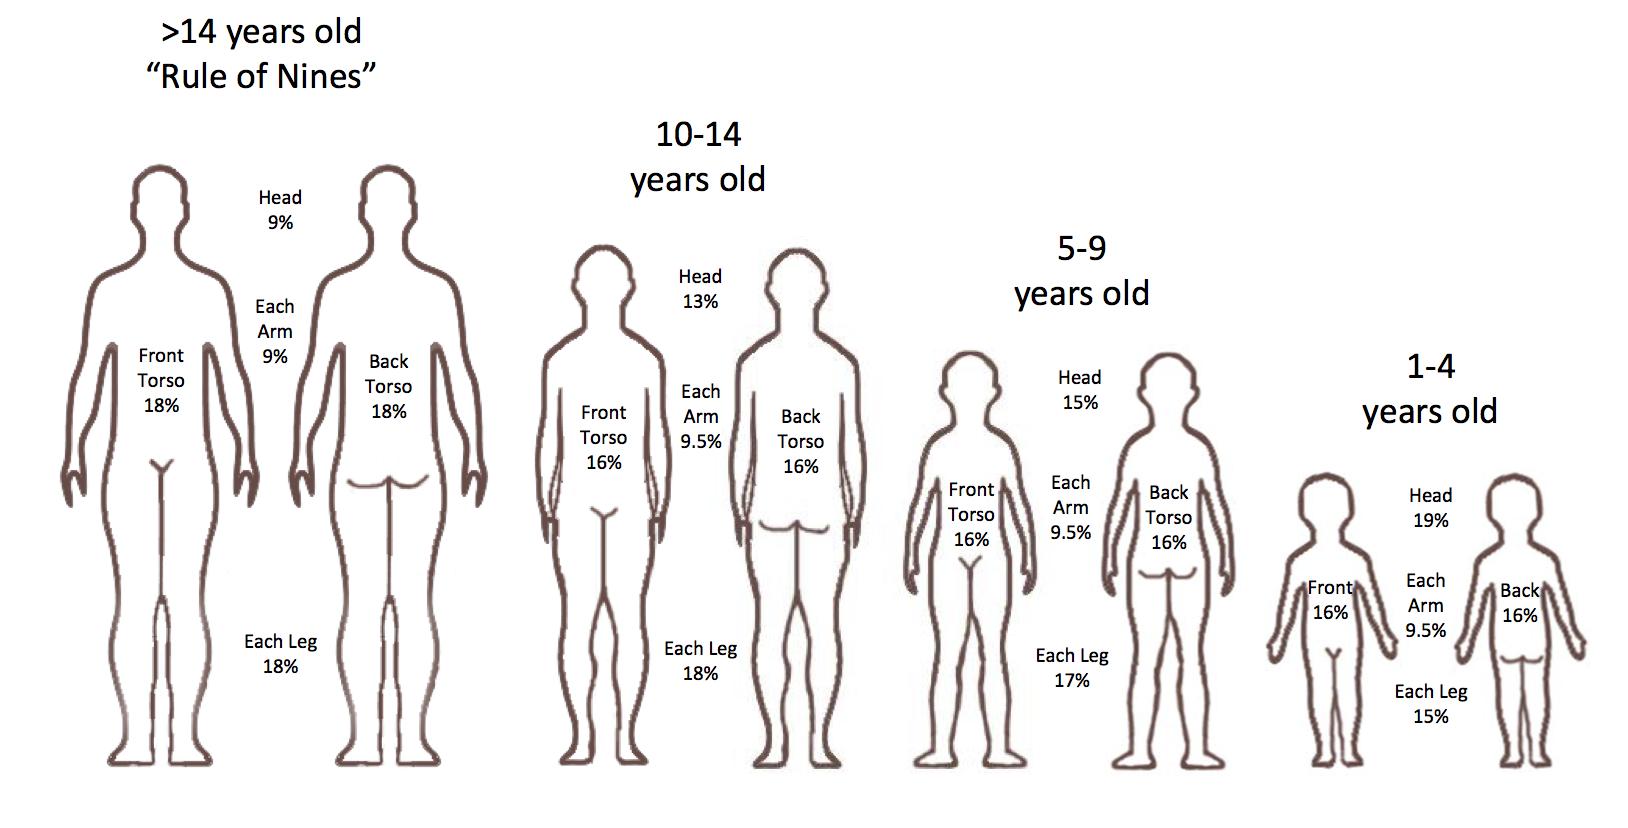 >14 years old
“Rule of Nines”
Head
9%
Each
Arm
9%
Front
Torso
18%
Back
Torso
18%
Each Leg
18%
10-14
years old
Head
13%
Each
Arm
9.5%
Front
Torso
16%
Back
Torso
16%
Each Leg
18%
5-9
years old
Head
15%
Each
Arm
9.5%
Front
Torso
16%
Back
Torso
16%
Each Leg
17%
1-4
years old
Head
19%
Each
Arm
9.5%
Front
16%
Back
16%
Each Leg
15%